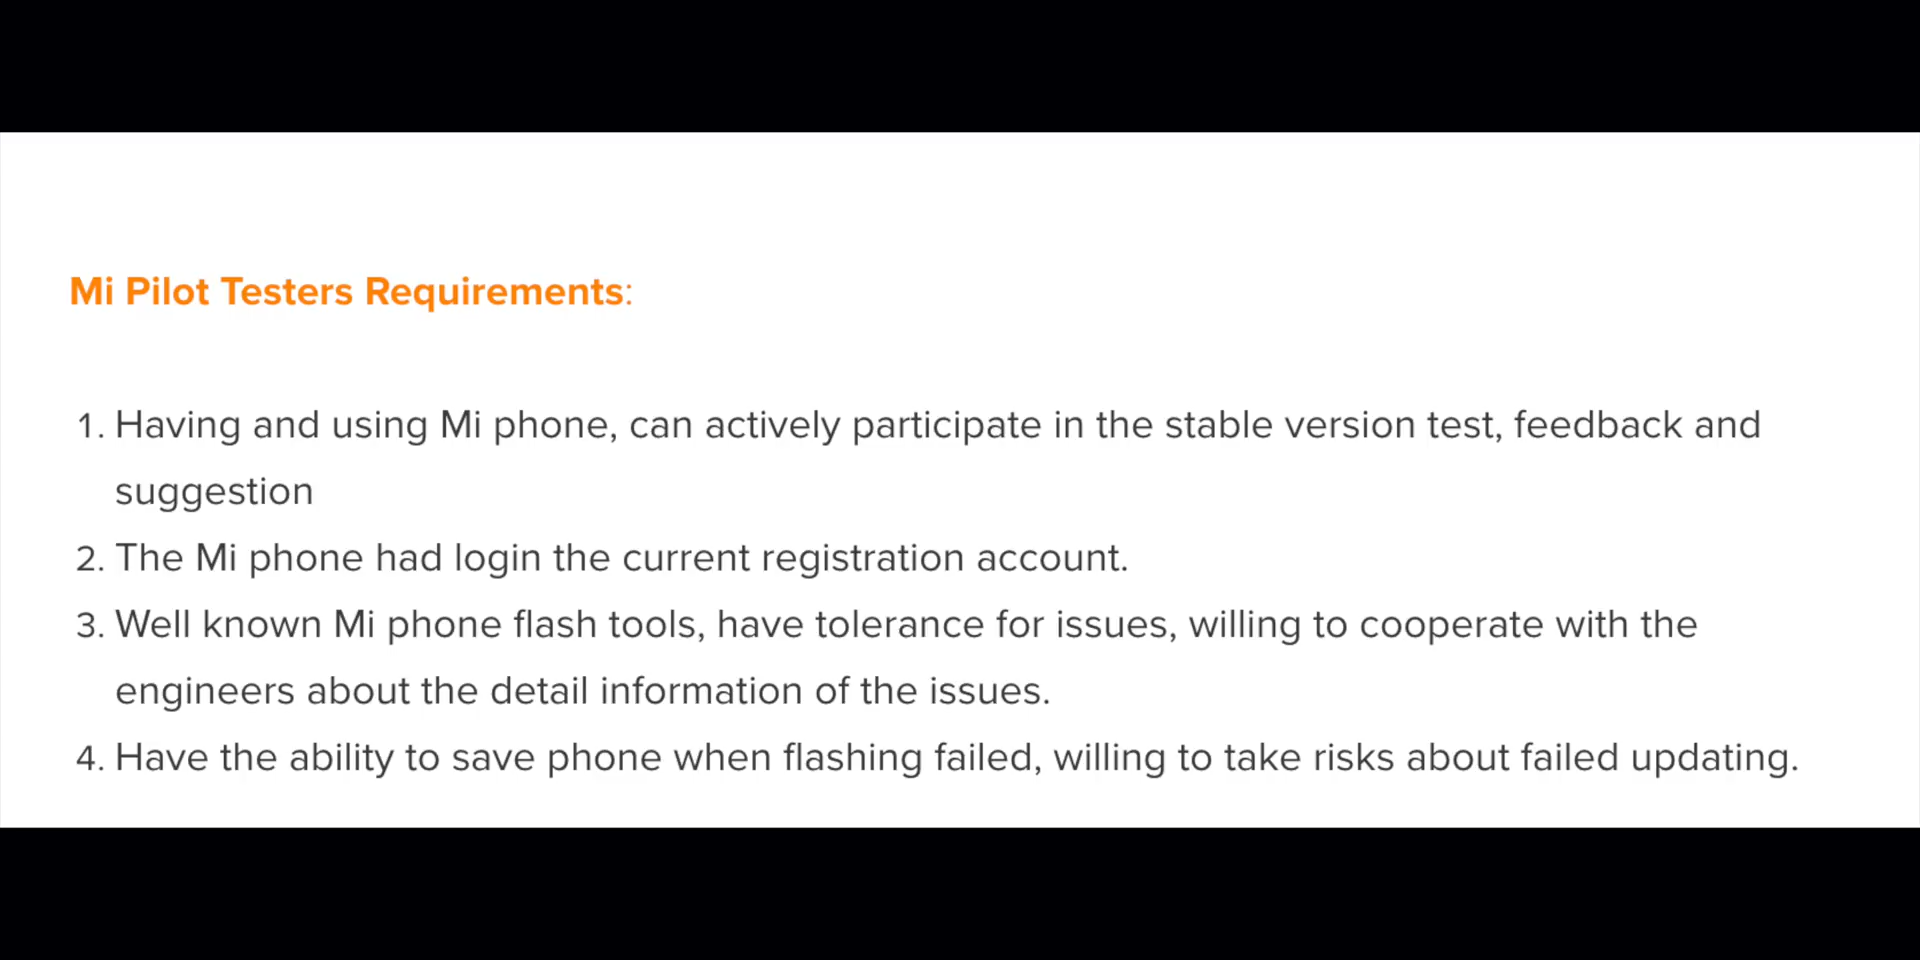 Mi Pilot Testers Requirements:
1. Having and using Mi phone, can actively participate in the stable version test, feedback and
suggestion
2. The Mi phone had login the current registration account.
3. Well known Mi phone flash tools, have tolerance for issues, willing to cooperate with the
engineers about the detail information of the issues.
4. Have the ability to save phone when flashing failed, willing to take risks about failed updating.